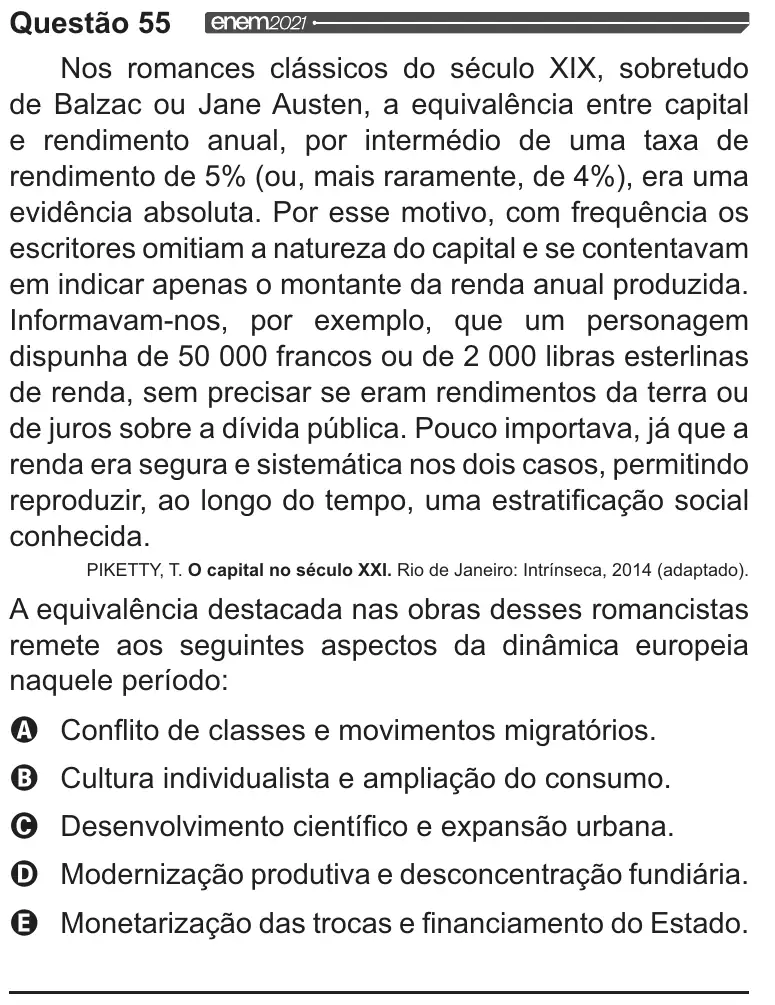 Questão 55 enem2021
Nos romances clássicos do século XIX, sobretudo
de Balzac ou Jane Austen, a equivalência entre capital
e rendimento anual, por intermédio de uma taxa de
rendimento de 5% (ou, mais raramente, de 4%), era uma
evidência absoluta. Por esse motivo, com frequência os
escritores omitiam a natureza do capital e se contentavam
em indicar apenas o montante da renda anual produzida.
Informavam-nos, por exemplo, que um personagem
dispunha de 50 000 francos ou de 2 000 libras esterlinas
de renda, sem precisar se eram rendimentos da terra ou
de juros sobre a dívida pública. Pouco importava, já que a
renda era segura e sistemática nos dois casos, permitindo
reproduzir, ao longo do tempo, uma estratificação social
conhecida.
PIKETTY, T. O capital no século XXI. Rio de Janeiro: Intrínseca, 2014 (adaptado).
A equivalência destacada nas obras desses romancistas
remete aos seguintes aspectos da dinâmica europeia
naquele período:
A Conflito de classes e movimentos migratórios.
B Cultura individualista e ampliação do consumo.
C Desenvolvimento científico e expansão urbana.
D Modernização produtiva e desconcentração fundiária.
E Monetarização das trocas e financiamento do Estado.